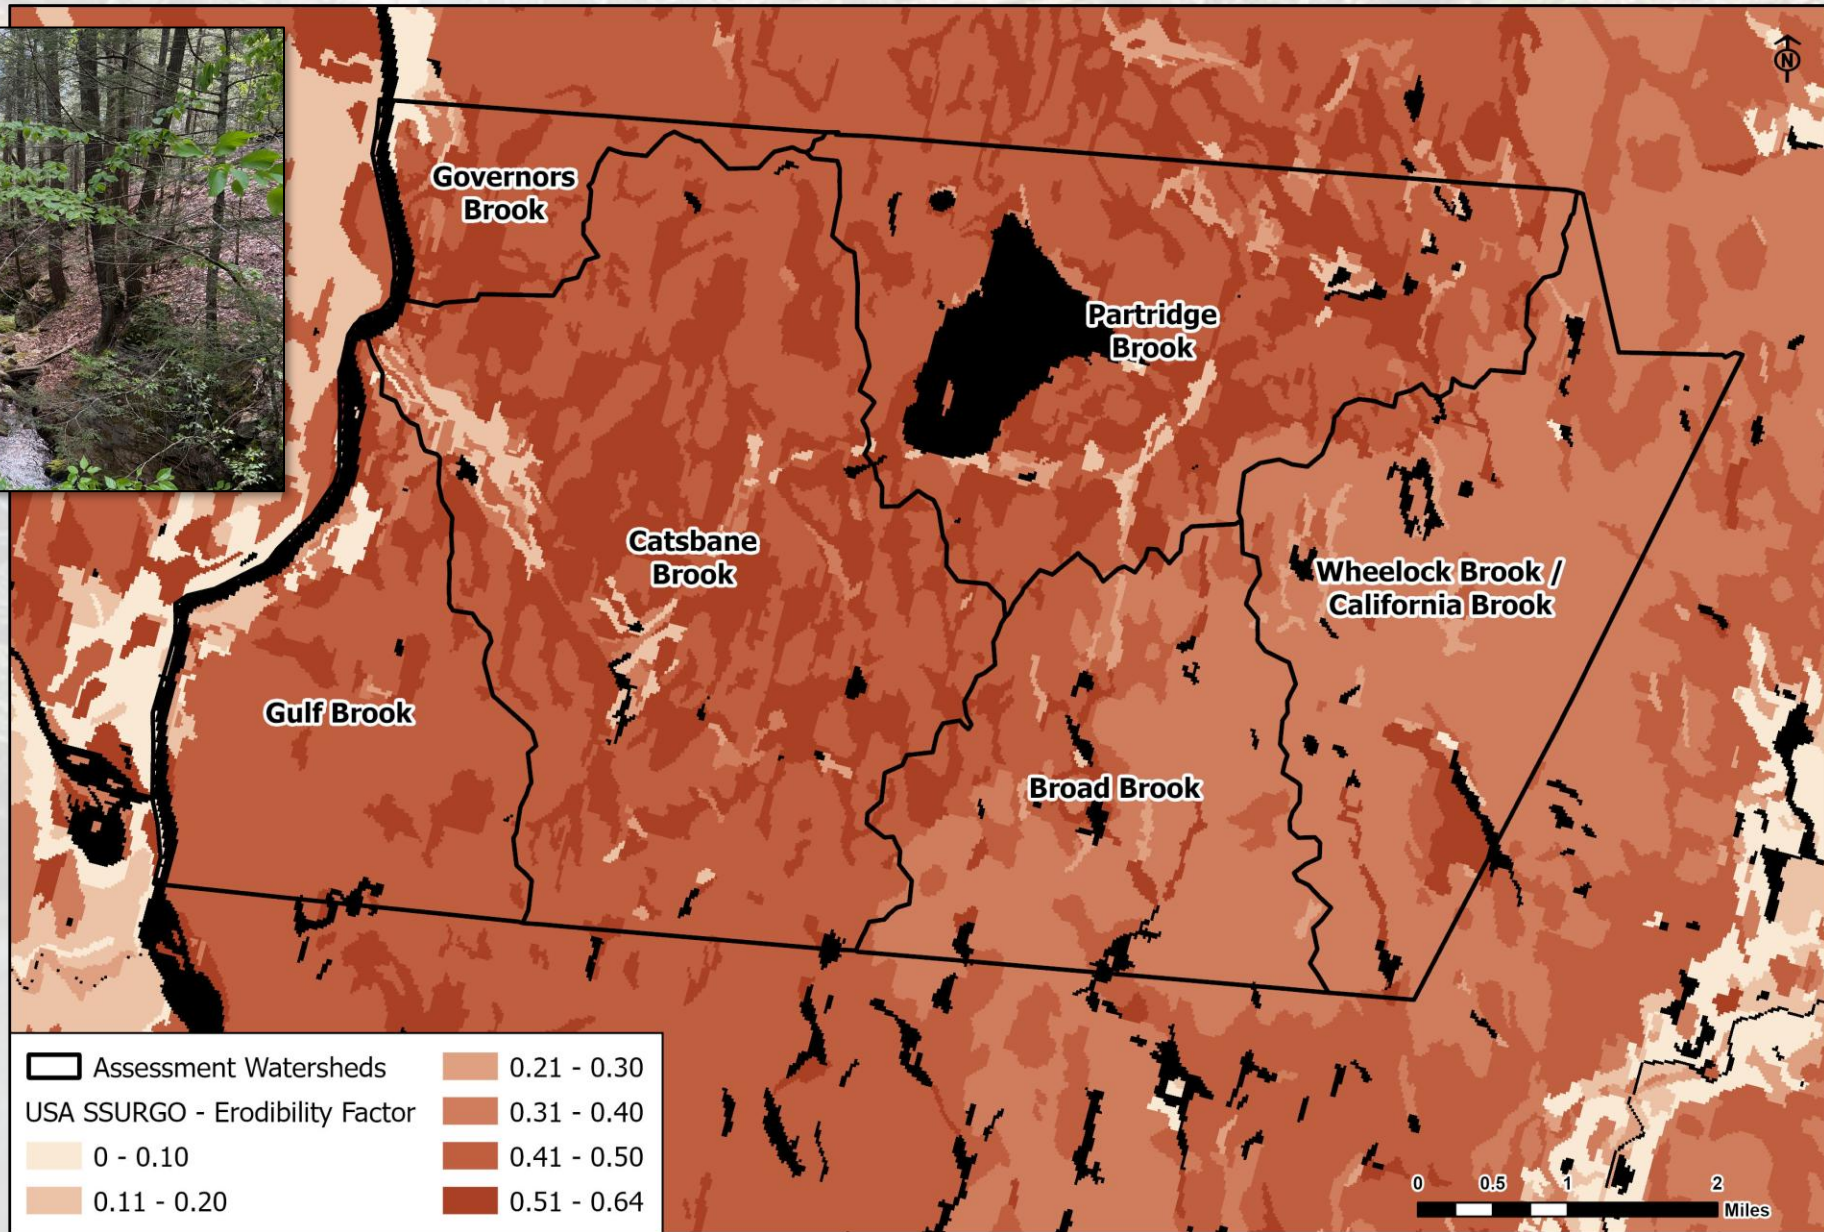 N
Governors
Brook
Partridge
Brook
Catsbane
Brook
Wheelock Brook /
California Brook
Gulf Brook
Broad Brook
Assessment Watersheds
USA SSURGO - Erodibility Factor
0 - 0.10
0.11 - 0.20
0.21 - 0.30
0.31 - 0.40
0.41 - 0.50
0.51 - 0.64
0 0.5 1 2
Miles